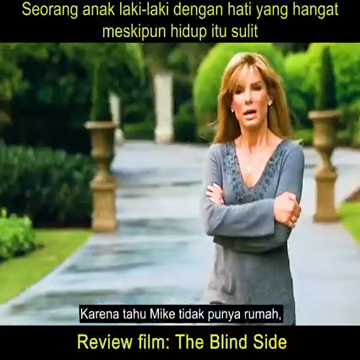 Seorang anak laki-laki dengan hati yang hangat
meskipun hidup itu sulit
Karena tahu Mike tidak punya rumah,
Review film: The Blind Side